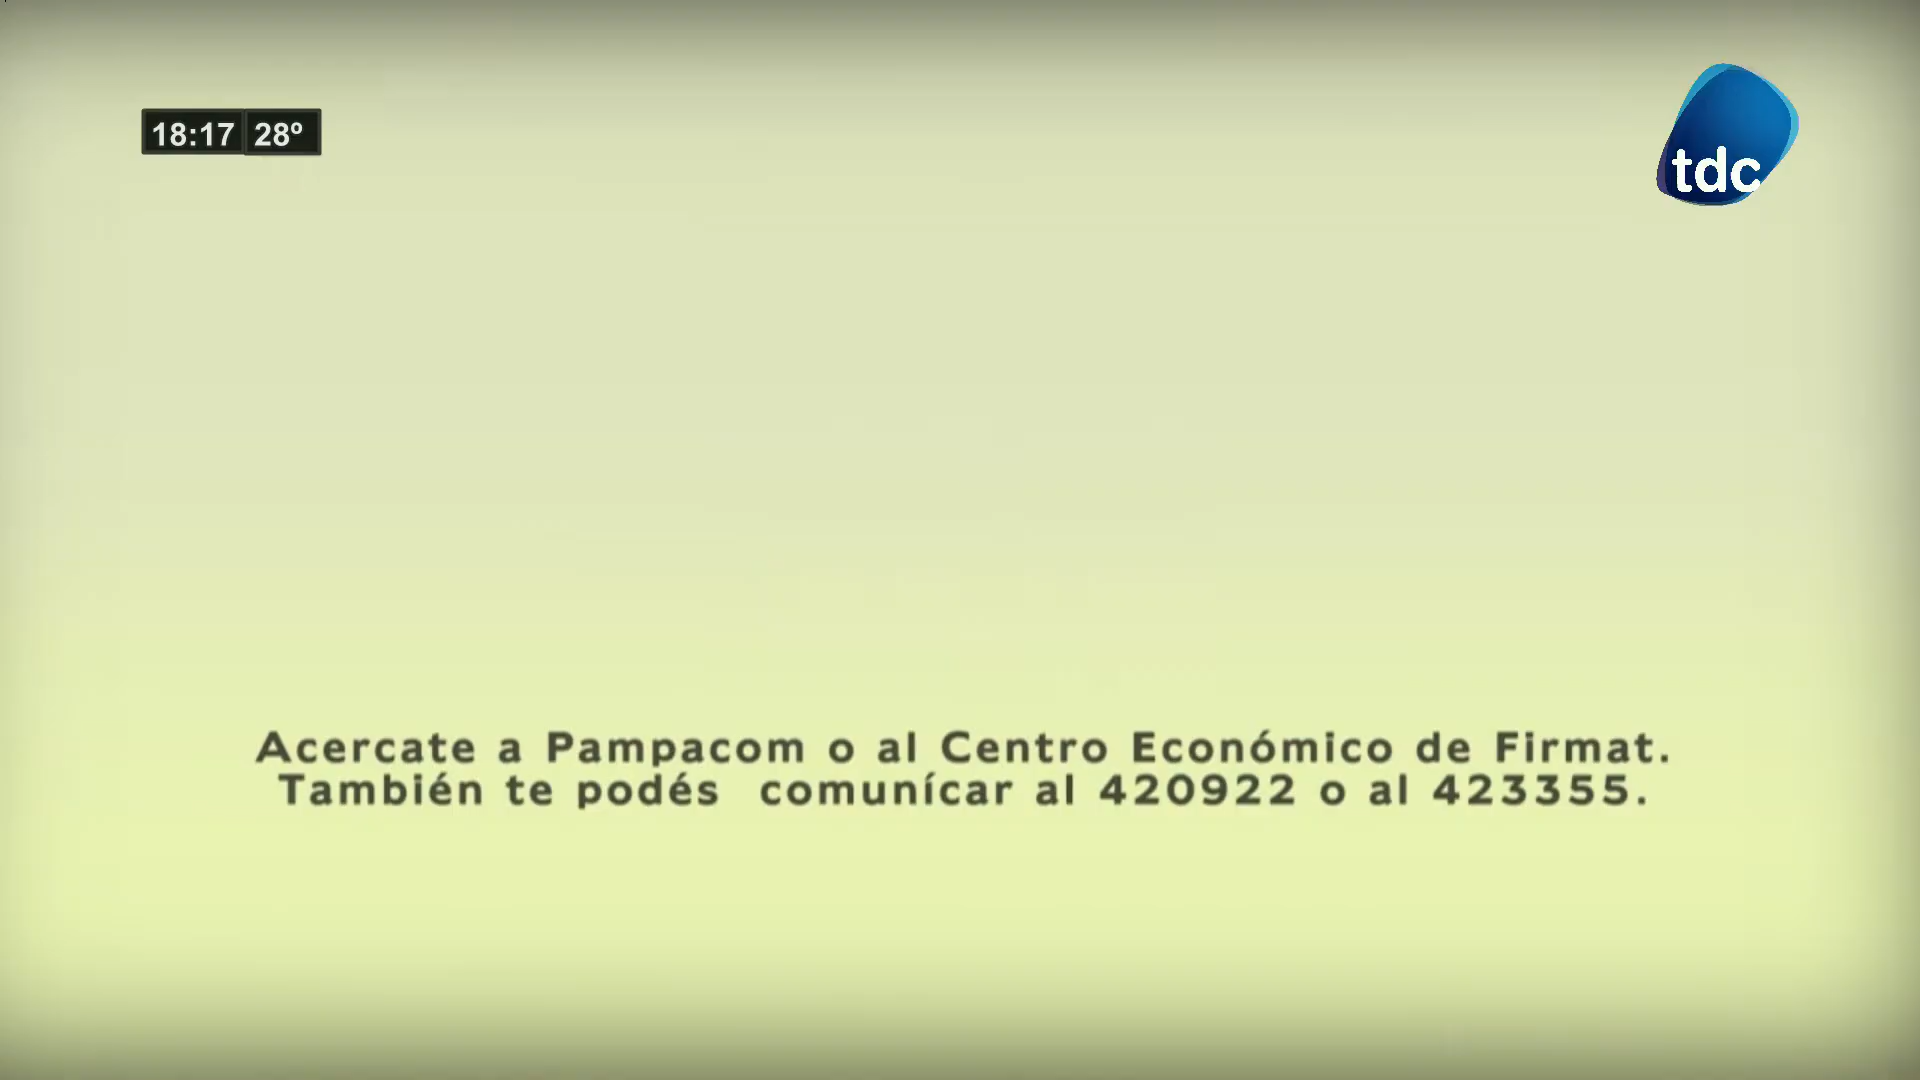 18:17 28º
tdc
Acercate a Pampacom o al Centro Económico de Firmat.
También te podés  comunícar al 420922 o al 423355.